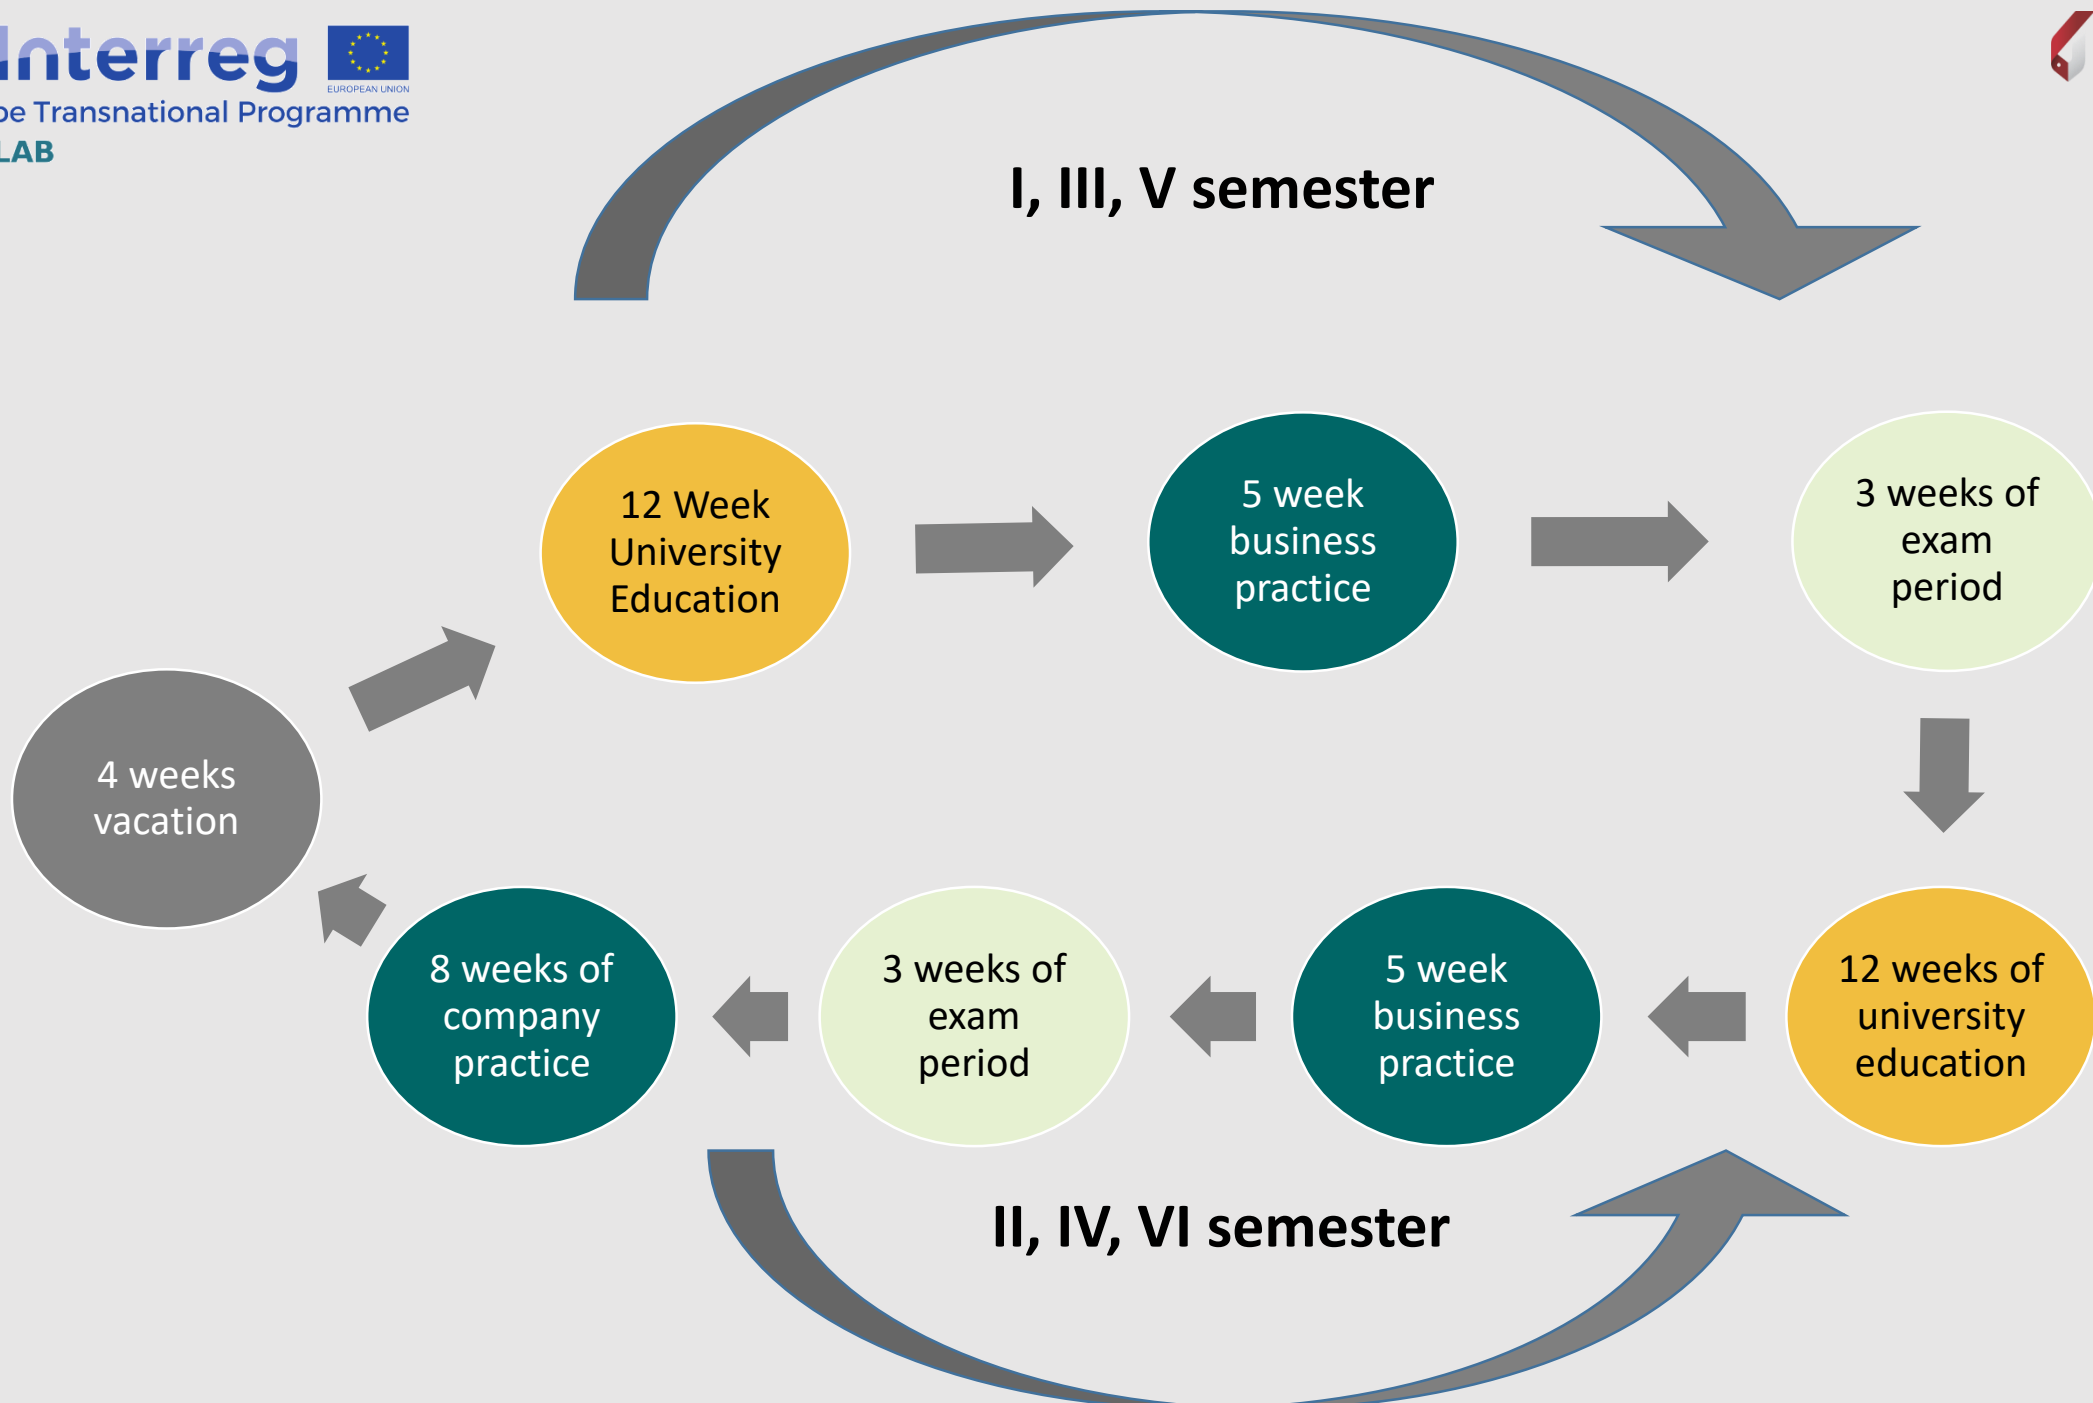 Interreg
EUROPEAN UNION
be Transnational Programme
LAB
I, III, V semester
12 Week
University
Education
5 week
business
practice
3 weeks of
exam
period
4 weeks
vacation
8 weeks of
company
practice
3 weeks of
exam
period
5 week
business
practice
12 weeks of
university
education
II, IV, VI semester